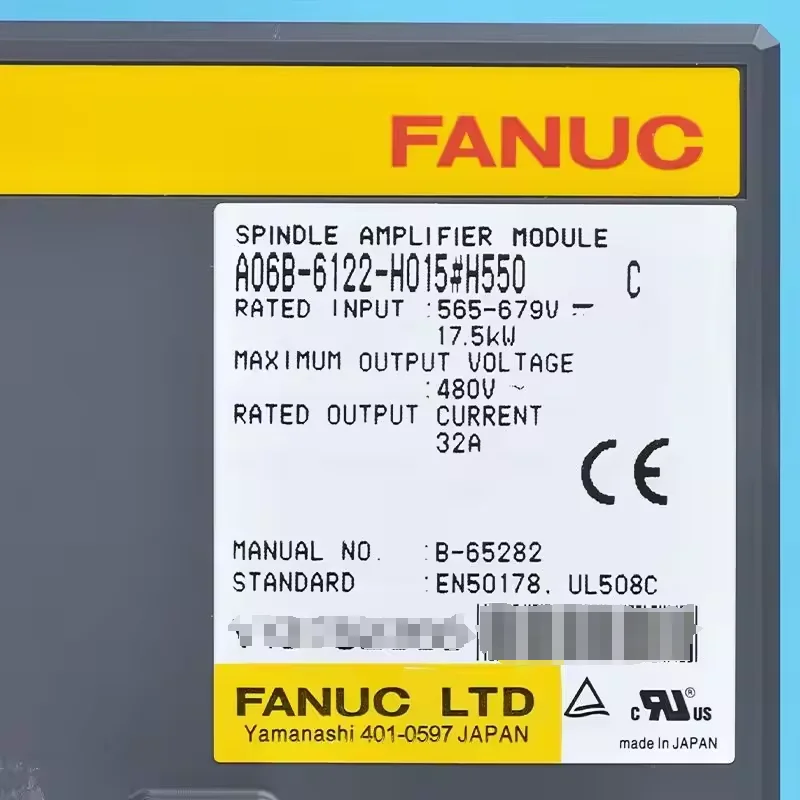 FANUC
SPINDLE AMPLIFIER MODULE
A06B-6122-H015#H550 C
RATED INPUT :565-679V ⎓
17.5kW
MAXIMUM OUTPUT VOLTAGE
:480V ~
RATED OUTPUT CURRENT
32A
CE
MANUAL NO. :B-65282
STANDARD :EN50178. UL508C
FANUC LTD
Yamanashi 401-0597 JAPAN
c RU® US
made In JAPAN